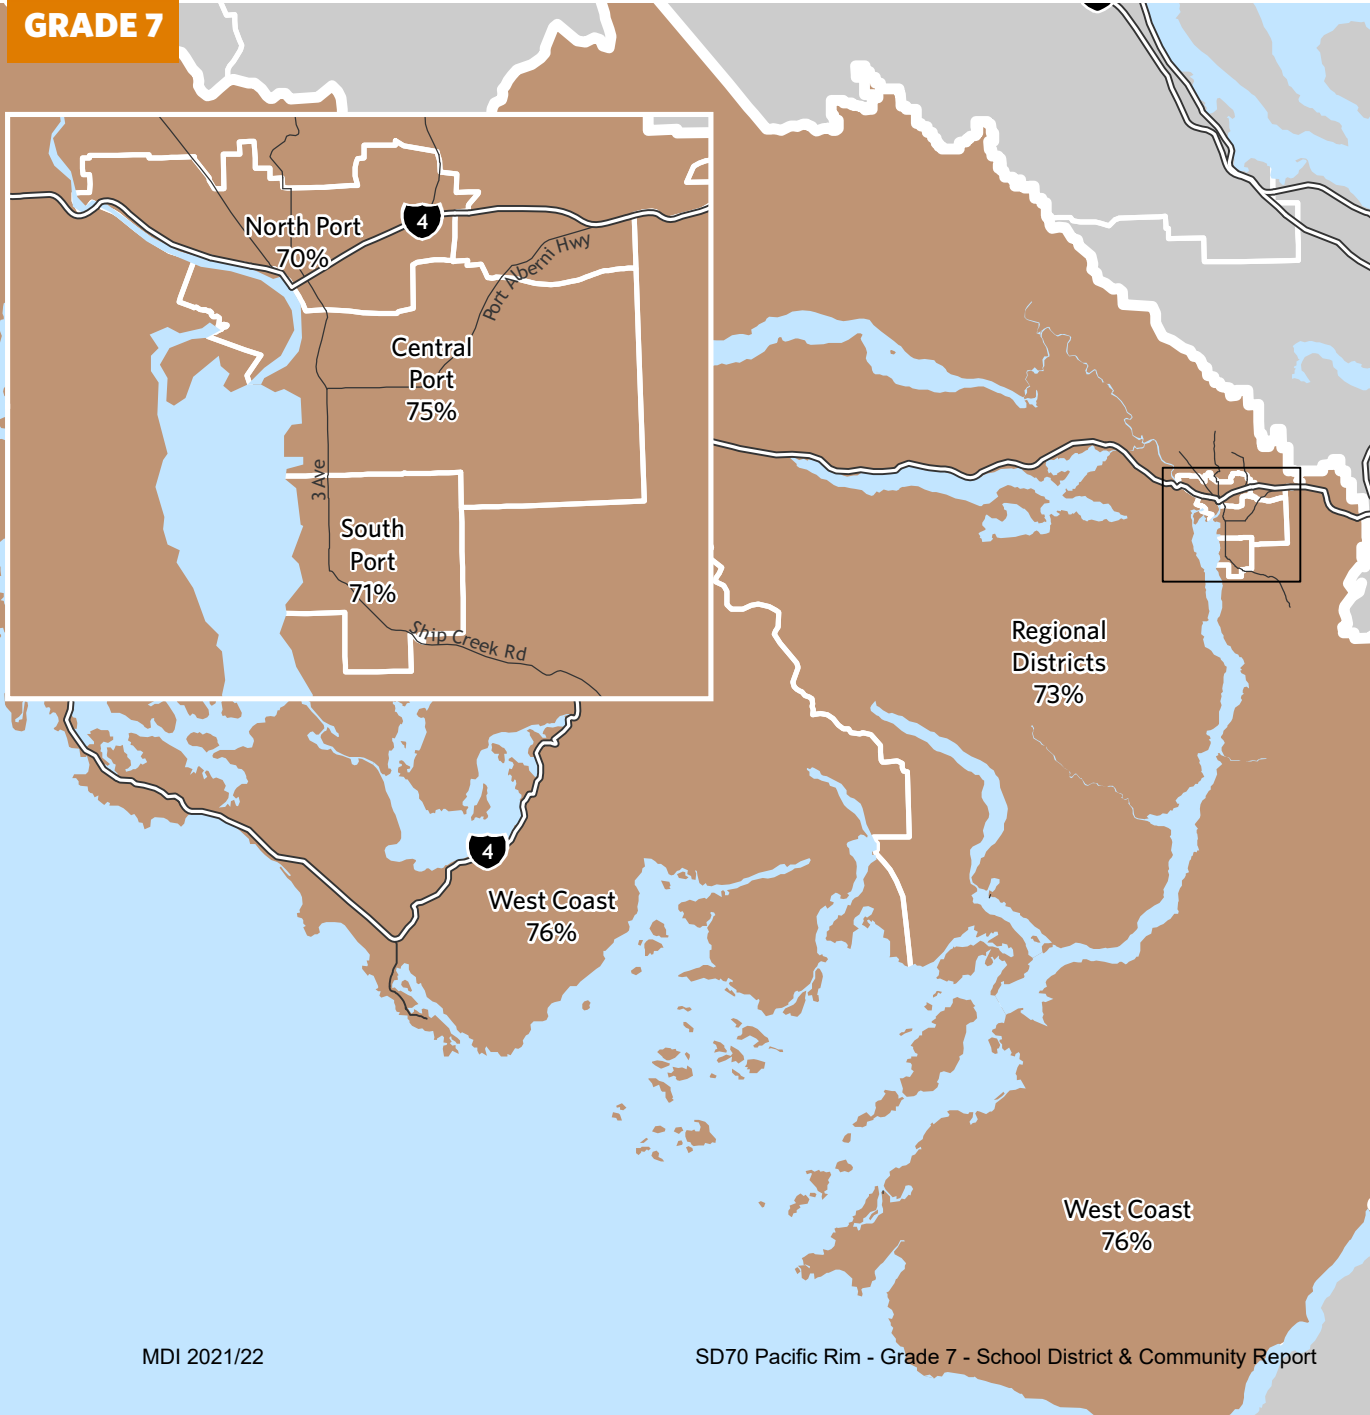 GRADE 7
North Port
70%
4
Port Alberni Hwy
Central
Port
75%
3 Ave
South
Port
71%
Ship Creek Rd
Regional
Districts
73%
4
West Coast
76%
West Coast
76%
MDI 2021/22
SD70 Pacific Rim - Grade 7 - School District & Community Report